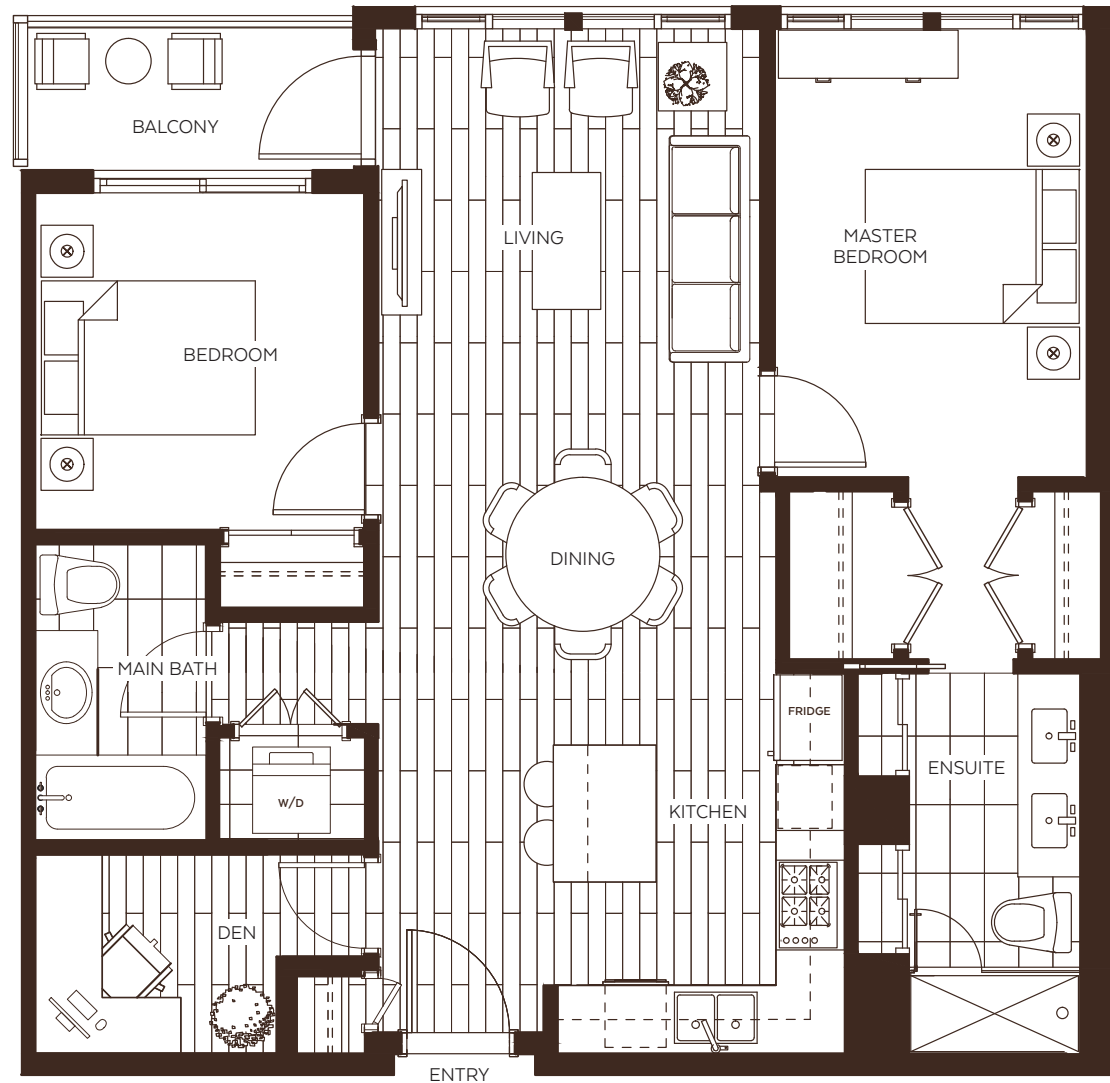 BALCONY
LIVING
MASTER
BEDROOM
BEDROOM
DINING
MAIN BATH
FRIDGE
ENSUITE
W/D
KITCHEN
DEN
ENTRY